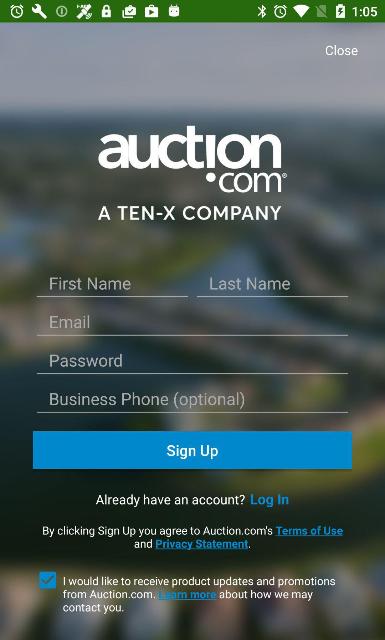 1:05
Close
auction
.com®
A TEN-X COMPANY
First Name Last Name
Email
Password
Business Phone (optional)
Sign Up
Already have an account? Log In
By clicking Sign Up you agree to Auction.com's Terms of Use
and Privacy Statement.
I would like to receive product updates and promotions
from Auction.com. Learn more about how we may
contact you.